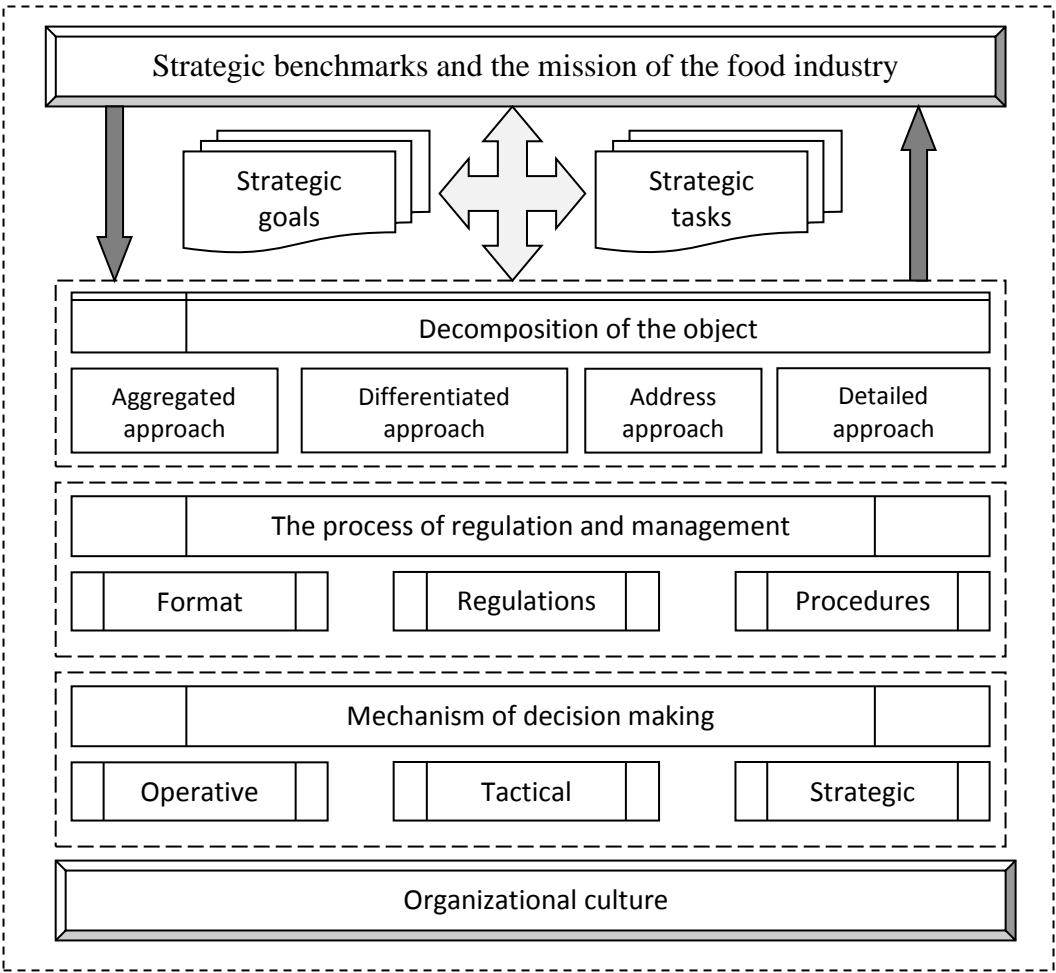 Strategic benchmarks and the mission of the food industry
Strategic
goals
Strategic
tasks
Decomposition of the object
Aggregated
approach
Differentiated
approach
Address
approach
Detailed
approach
The process of regulation and management
Format
Regulations
Procedures
Mechanism of decision making
Operative
Tactical
Strategic
Organizational culture